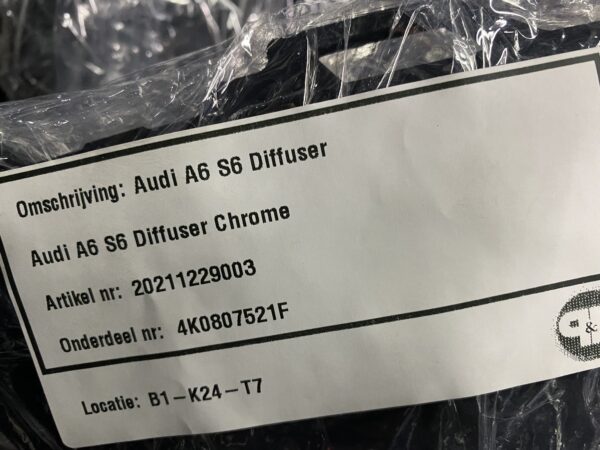 Omschrijving: Audi A6 S6 Diffuser
Audi A6 S6 Diffuser Chrome
Artikel nr: 20211229003
Onderdeel nr: 4K0807521F
Locatie: B1-K24-T7
&